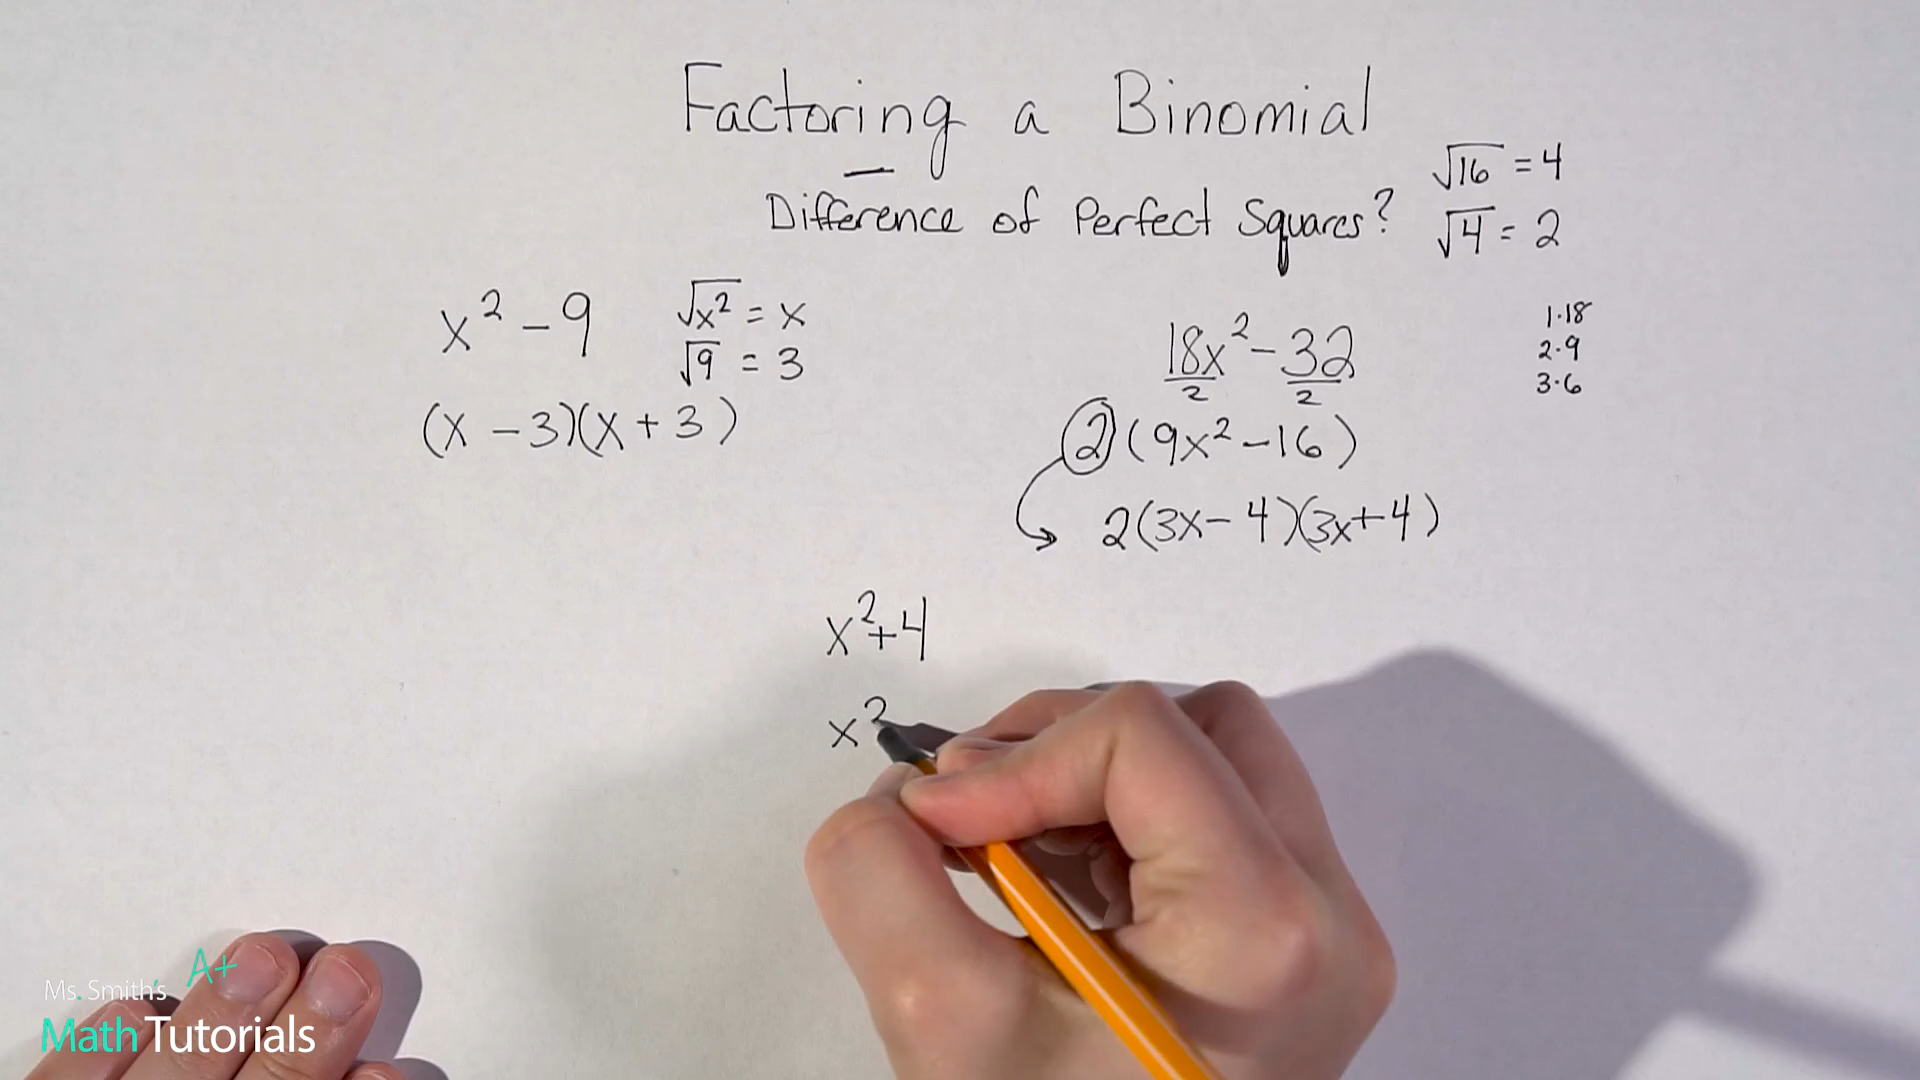 Factoring a Binomial
Difference of Perfect Squares?
√16 = 4
√4 = 2
x² - 9
√x² = x
√9 = 3
(x - 3)(x + 3)
18x² - 32
2 2
1·18
2·9
3·6
2(9x² - 16)
2(3x - 4)(3x + 4)
x² + 4
x²
Ms. Smith's A+
Math Tutorials